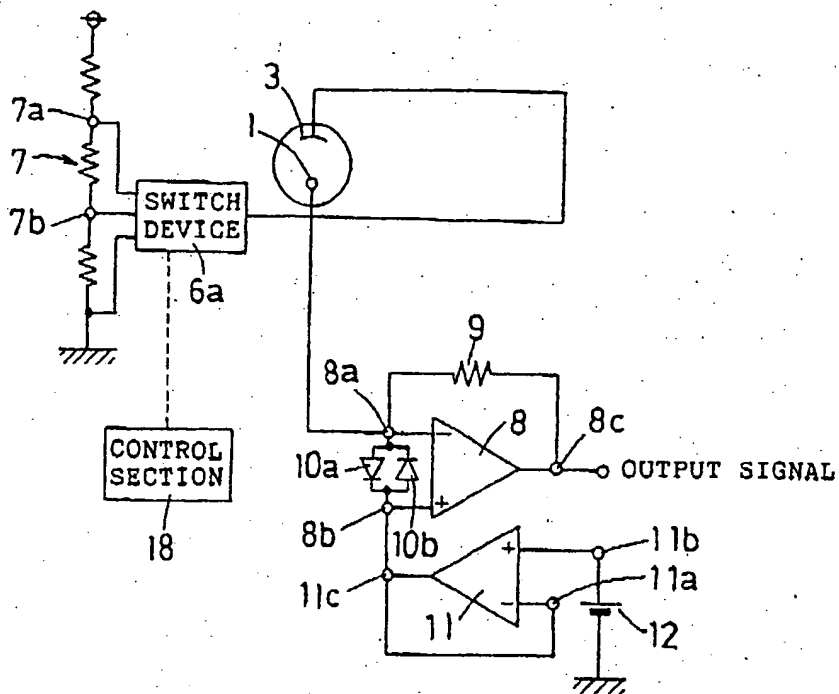 3
1
7a
7
7b
SWITCH
DEVICE
6a
9
8a
8
8c
CONTROL
SECTION
18
10a
OUTPUT SIGNAL
8b
10b
+
-
11b
11a
11c
11
12